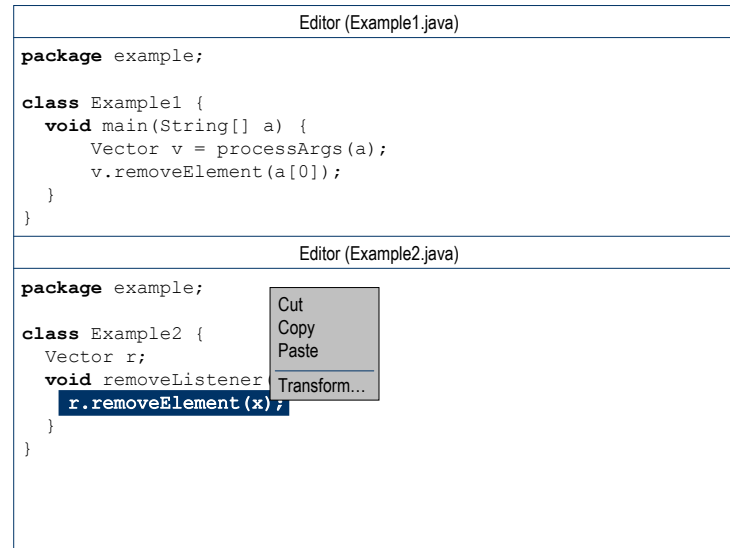 Editor (Example1.java)
package example;
class Example1 {
void main(String[] a) {
Vector v = processArgs(a);
v.removeElement(a[0]);
}
}
Editor (Example2.java)
package example;
class Example2 {
Vector r;
void removeListener(
r.removeElement(x);
}
}
Cut
Copy
Paste
Transform…